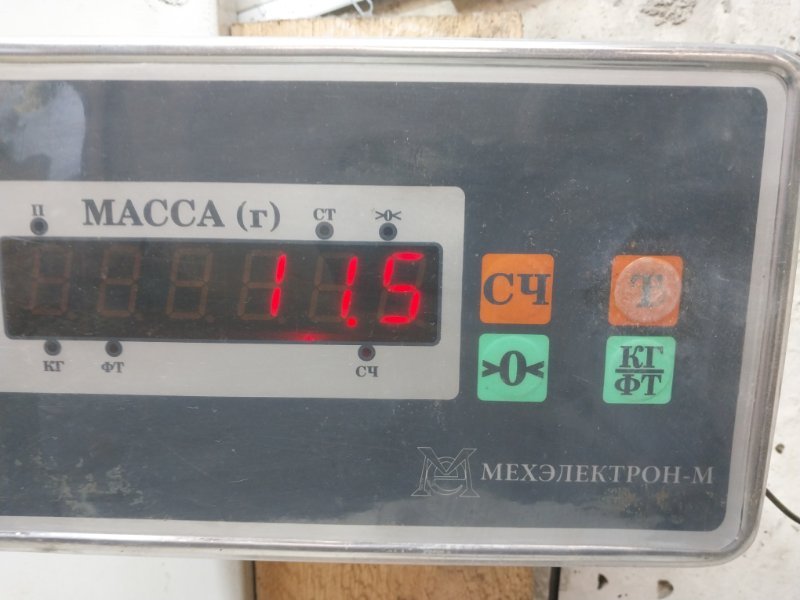 П МАССА (г) СТ >0<
11.5
КГ ФТ СЧ
СЧ Т
>0< КГ
ФТ
МЕХЭЛЕКТРОН-М